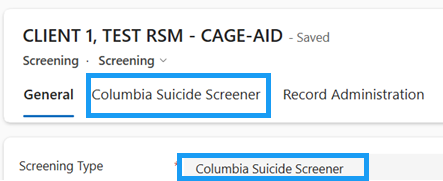 CLIENT 1, TEST RSM - CAGE-AID - Saved
Screening · Screening
General Columbia Suicide Screener Record Administration
Screening Type * Columbia Suicide Screener